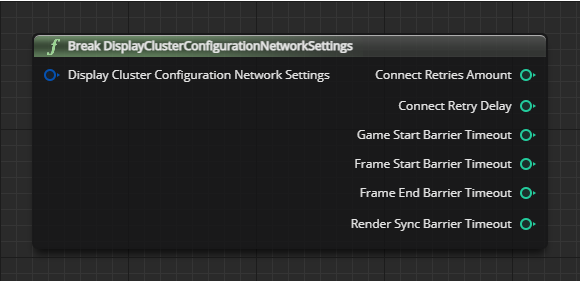 Break DisplayClusterConfigurationNetworkSettings
Display Cluster Configuration Network Settings
Connect Retries Amount
Connect Retry Delay
Game Start Barrier Timeout
Frame Start Barrier Timeout
Frame End Barrier Timeout
Render Sync Barrier Timeout